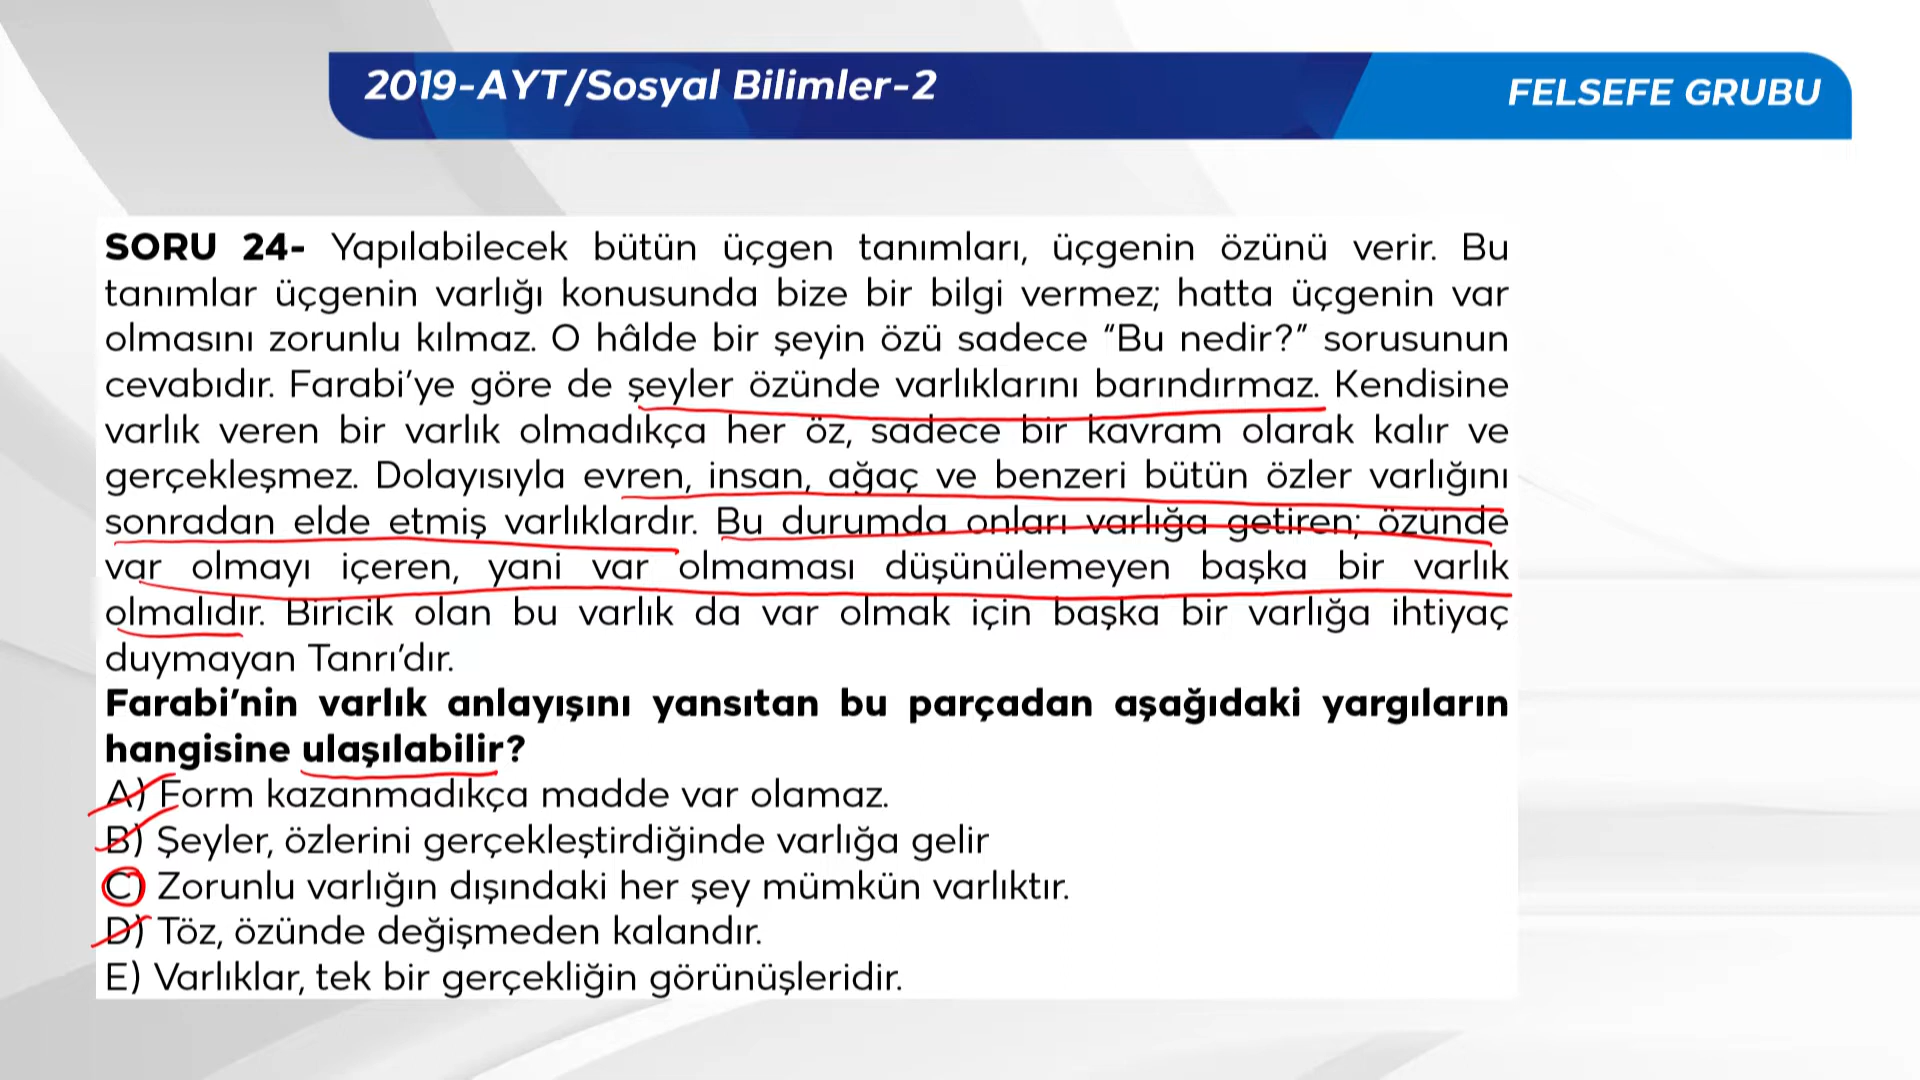 2019-AYT/Sosyal Bilimler-2
FELSEFE GRUBU
SORU 24- Yapılabilecek bütün üçgen tanımları, üçgenin özünü verir. Bu
tanımlar üçgenin varlığı konusunda bize bir bilgi vermez; hatta üçgenin var
olmasını zorunlu kılmaz. O hâlde bir şeyin özü sadece “Bu nedir?” sorusunun
cevabıdır. Farabi’ye göre de şeyler özünde varlıklarını barındırmaz. Kendisine
varlık veren bir varlık olmadıkça her öz, sadece bir kavram olarak kalır ve
gerçekleşmez. Dolayısıyla evren, insan, ağaç ve benzeri bütün özler varlığını
sonradan elde etmiş varlıklardır. Bu durumda onları varlığa getiren; özünde
var olmayı içeren, yani var olmaması düşünülemeyen başka bir varlık
olmalıdır. Biricik olan bu varlık da var olmak için başka bir varlığa ihtiyaç
duymayan Tanrı’dır.
Farabi’nin varlık anlayışını yansıtan bu parçadan aşağıdaki yargıların
hangisine ulaşılabilir?
A) Form kazanmadıkça madde var olamaz.
B) Şeyler, özlerini gerçekleştirdiğinde varlığa gelir
C) Zorunlu varlığın dışındaki her şey mümkün varlıktır.
D) Töz, özünde değişmeden kalandır.
E) Varlıklar, tek bir gerçekliğin görünüşleridir.